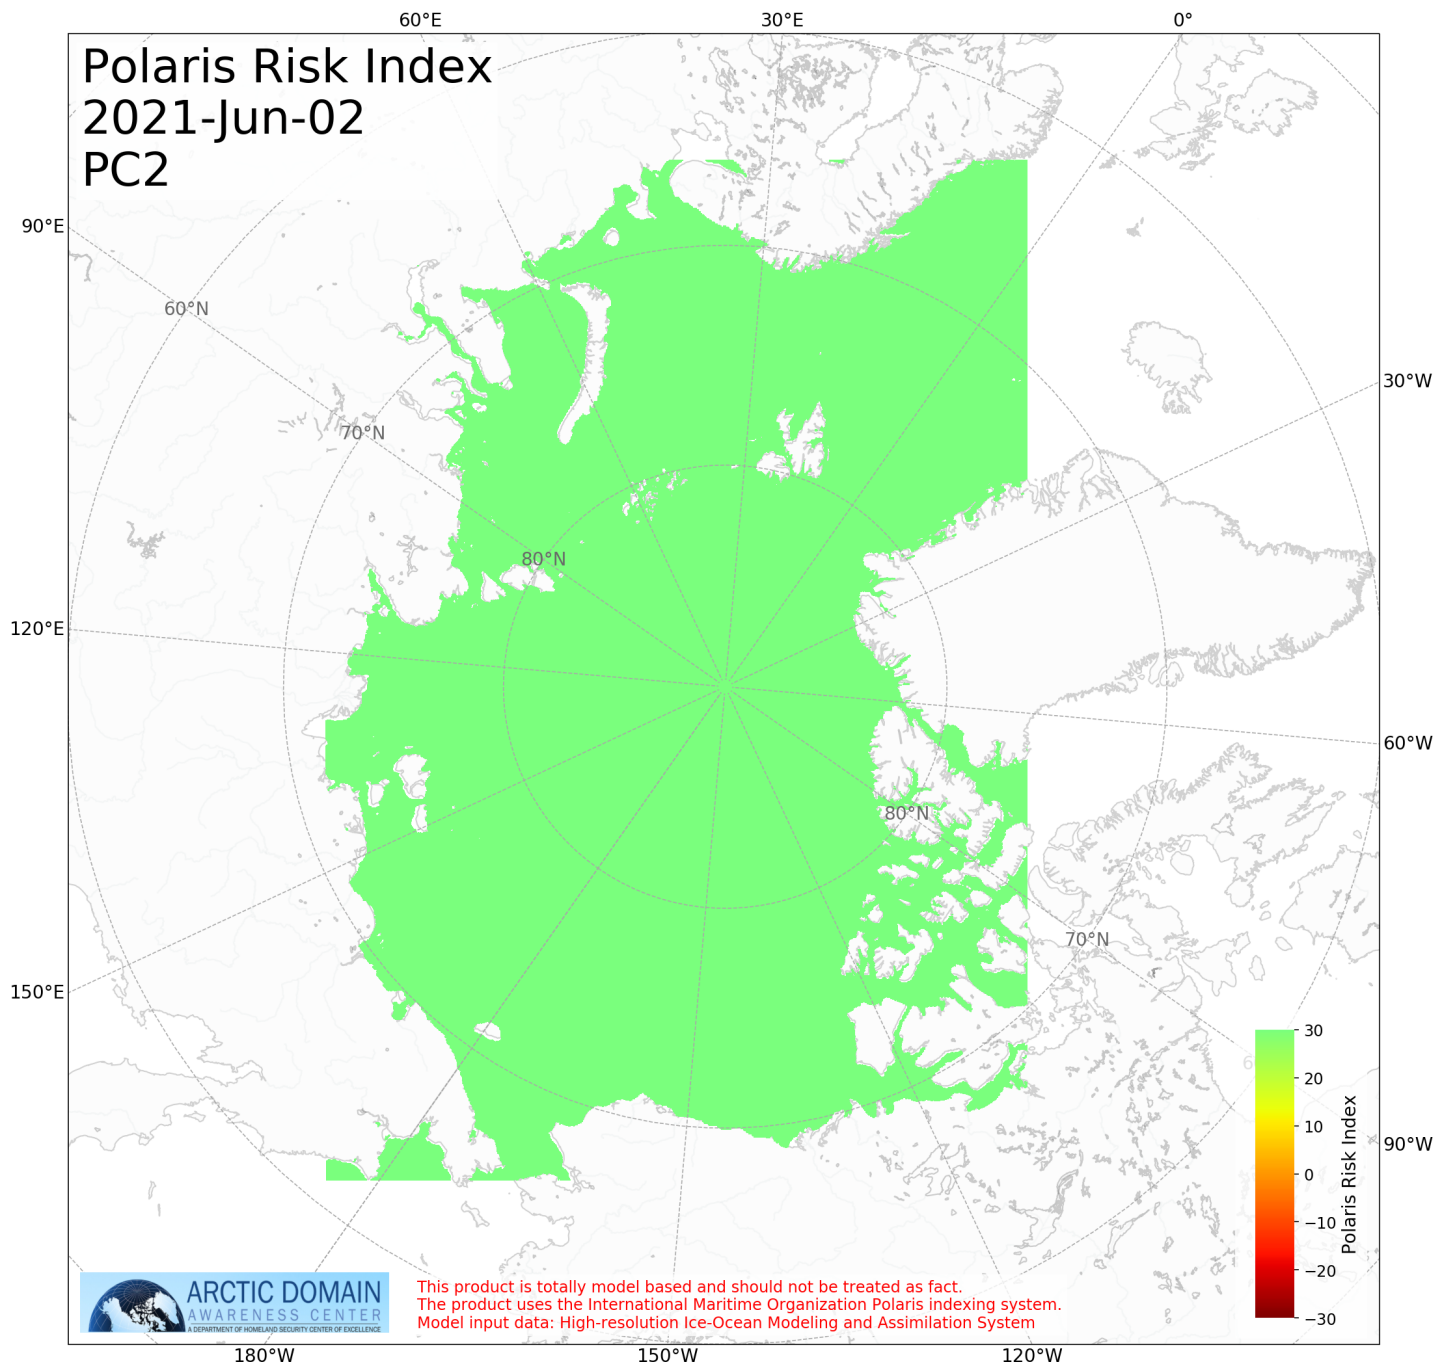 60°E 30°E 0°
Polaris Risk Index
2021-Jun-02
PC2
90°E
60°N
30°W
70°N
80°N
120°E
60°W
80°N
70°N
150°E
30
20
10
0
−10
−20
−30
Polaris Risk Index
90°W
ARCTIC DOMAIN
AWARENESS CENTER
A DEPARTMENT OF HOMELAND SECURITY CENTER OF EXCELLENCE
This product is totally model based and should not be treated as fact.
The product uses the International Maritime Organization Polaris indexing system.
Model input data: High-resolution Ice-Ocean Modeling and Assimilation System
180°W 150°W 120°W